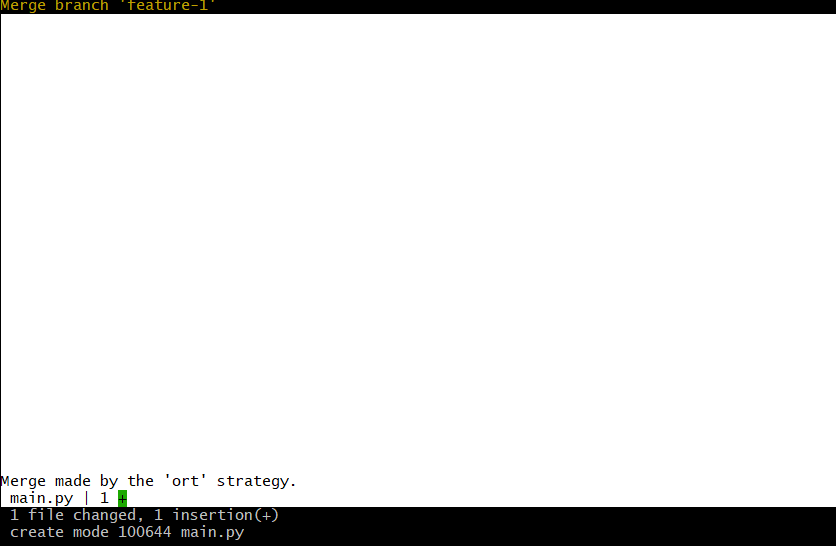 Merge branch 'feature-1'
Merge made by the 'ort' strategy.
main.py | 1 +
1 file changed, 1 insertion(+)
create mode 100644 main.py